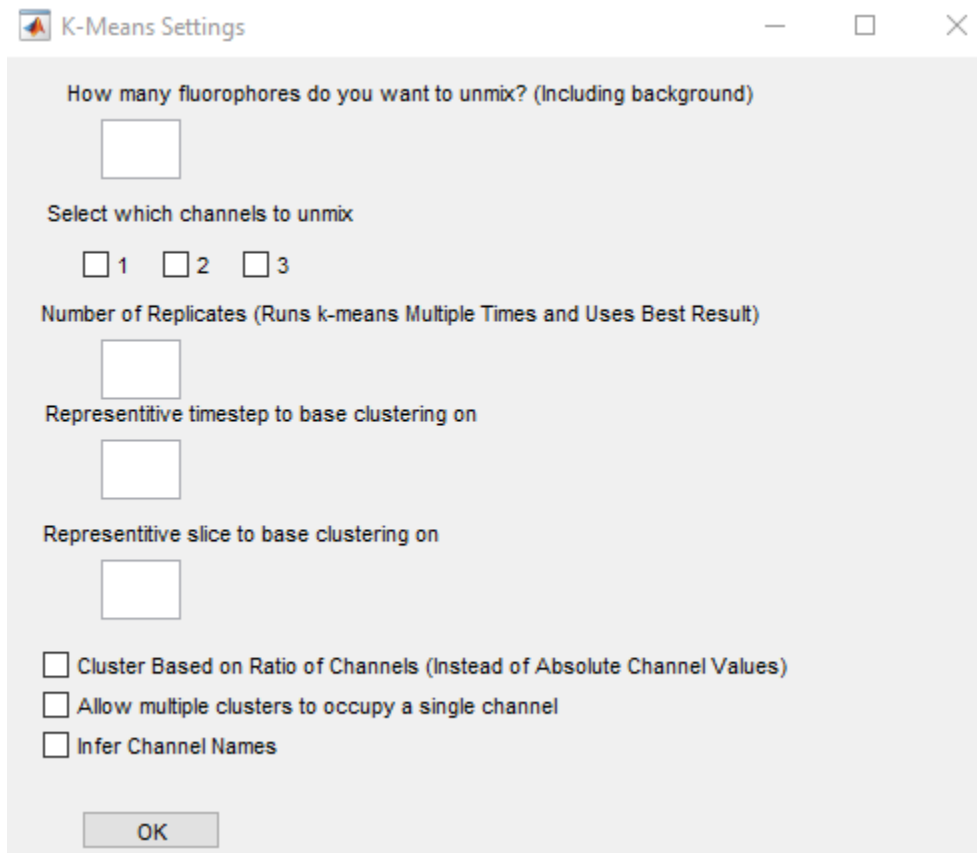 K-Means Settings
How many fluorophores do you want to unmix? (Including background)
Select which channels to unmix
1 2 3
Number of Replicates (Runs k-means Multiple Times and Uses Best Result)
Representitive timestep to base clustering on
Representitive slice to base clustering on
Cluster Based on Ratio of Channels (Instead of Absolute Channel Values)
Allow multiple clusters to occupy a single channel
Infer Channel Names
OK